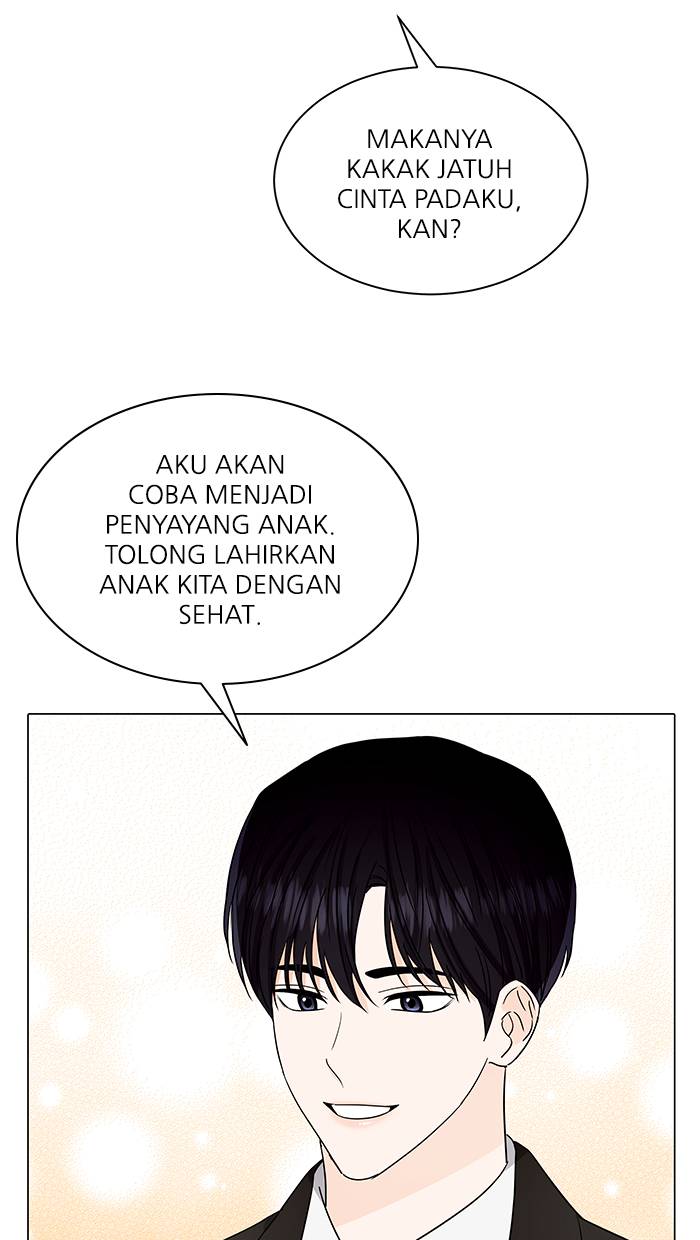 MAKANYA
KAKAK JATUH
CINTA PADAKU,
KAN?
AKU AKAN
COBA MENJADI
PENYAYANG ANAK.
TOLONG LAHIRKAN
ANAK KITA DENGAN
SEHAT.